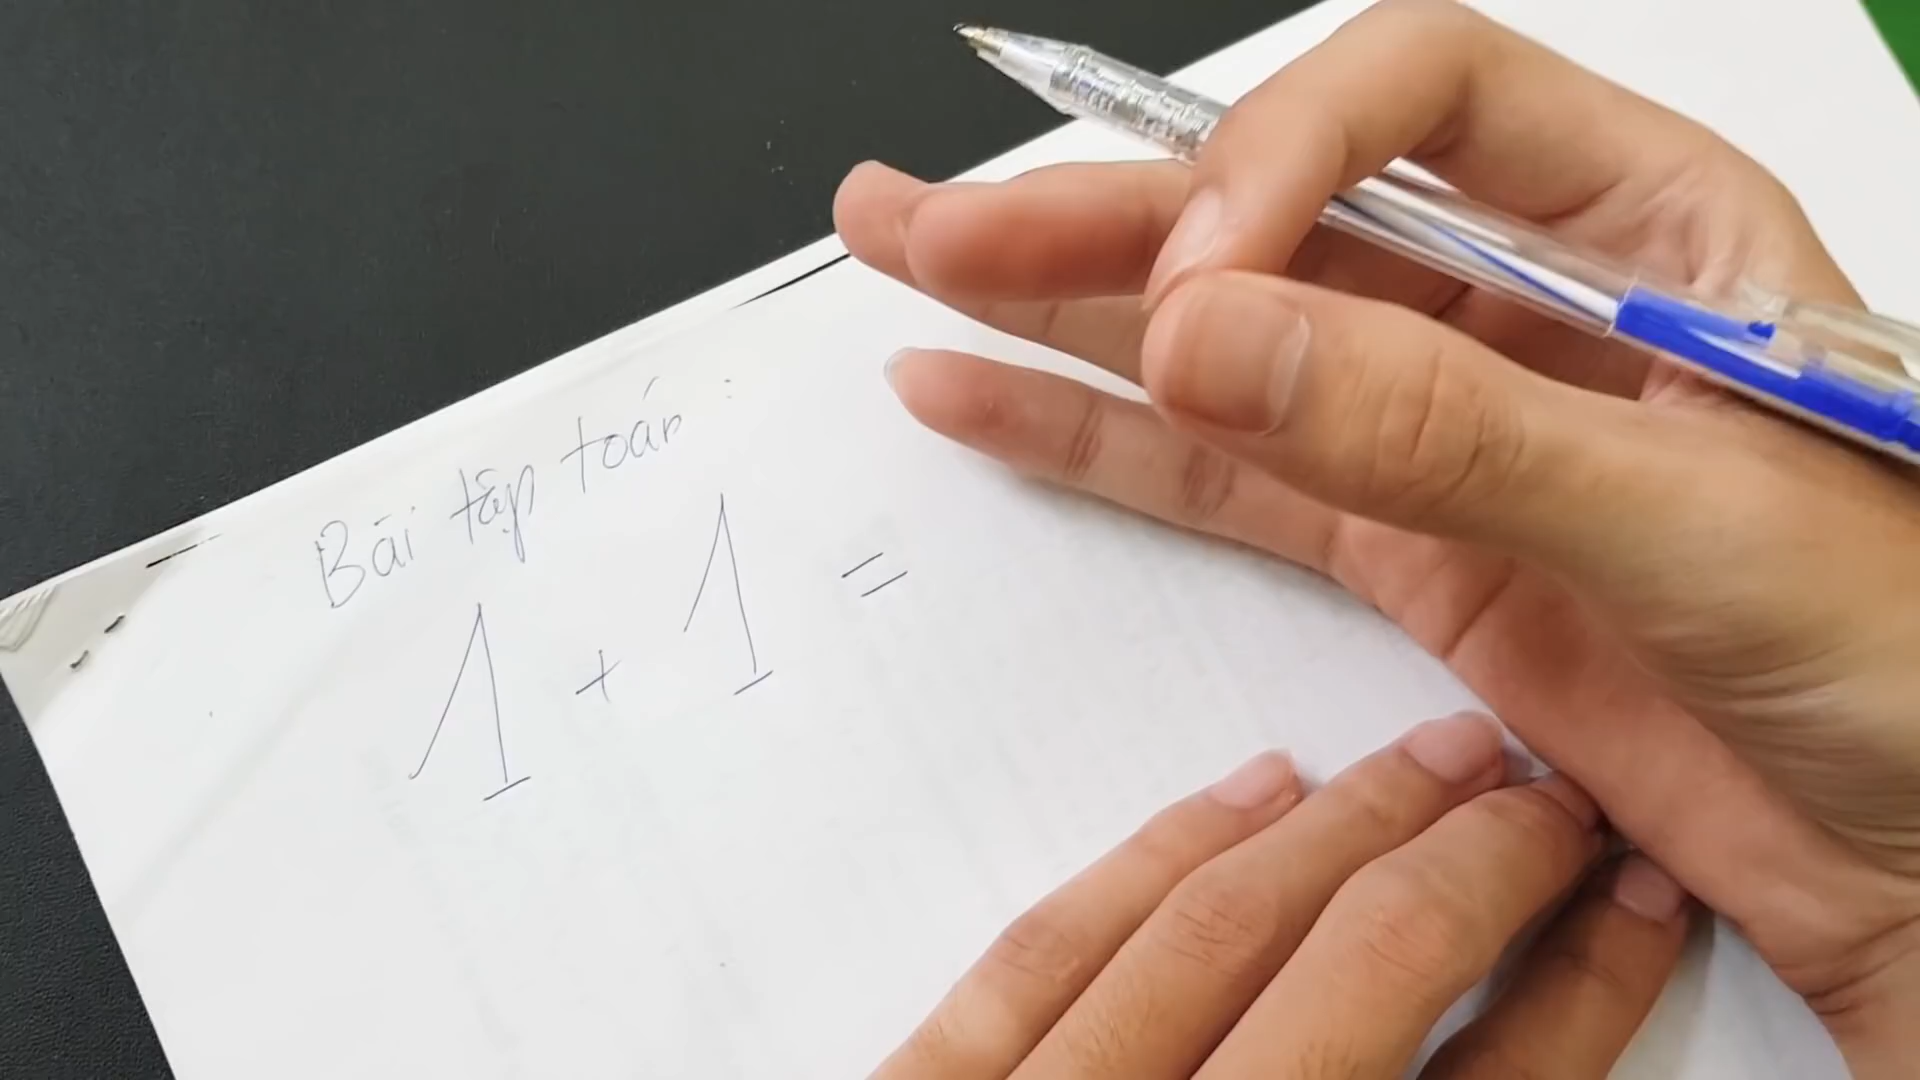 Bài tập toán :
1 + 1 =